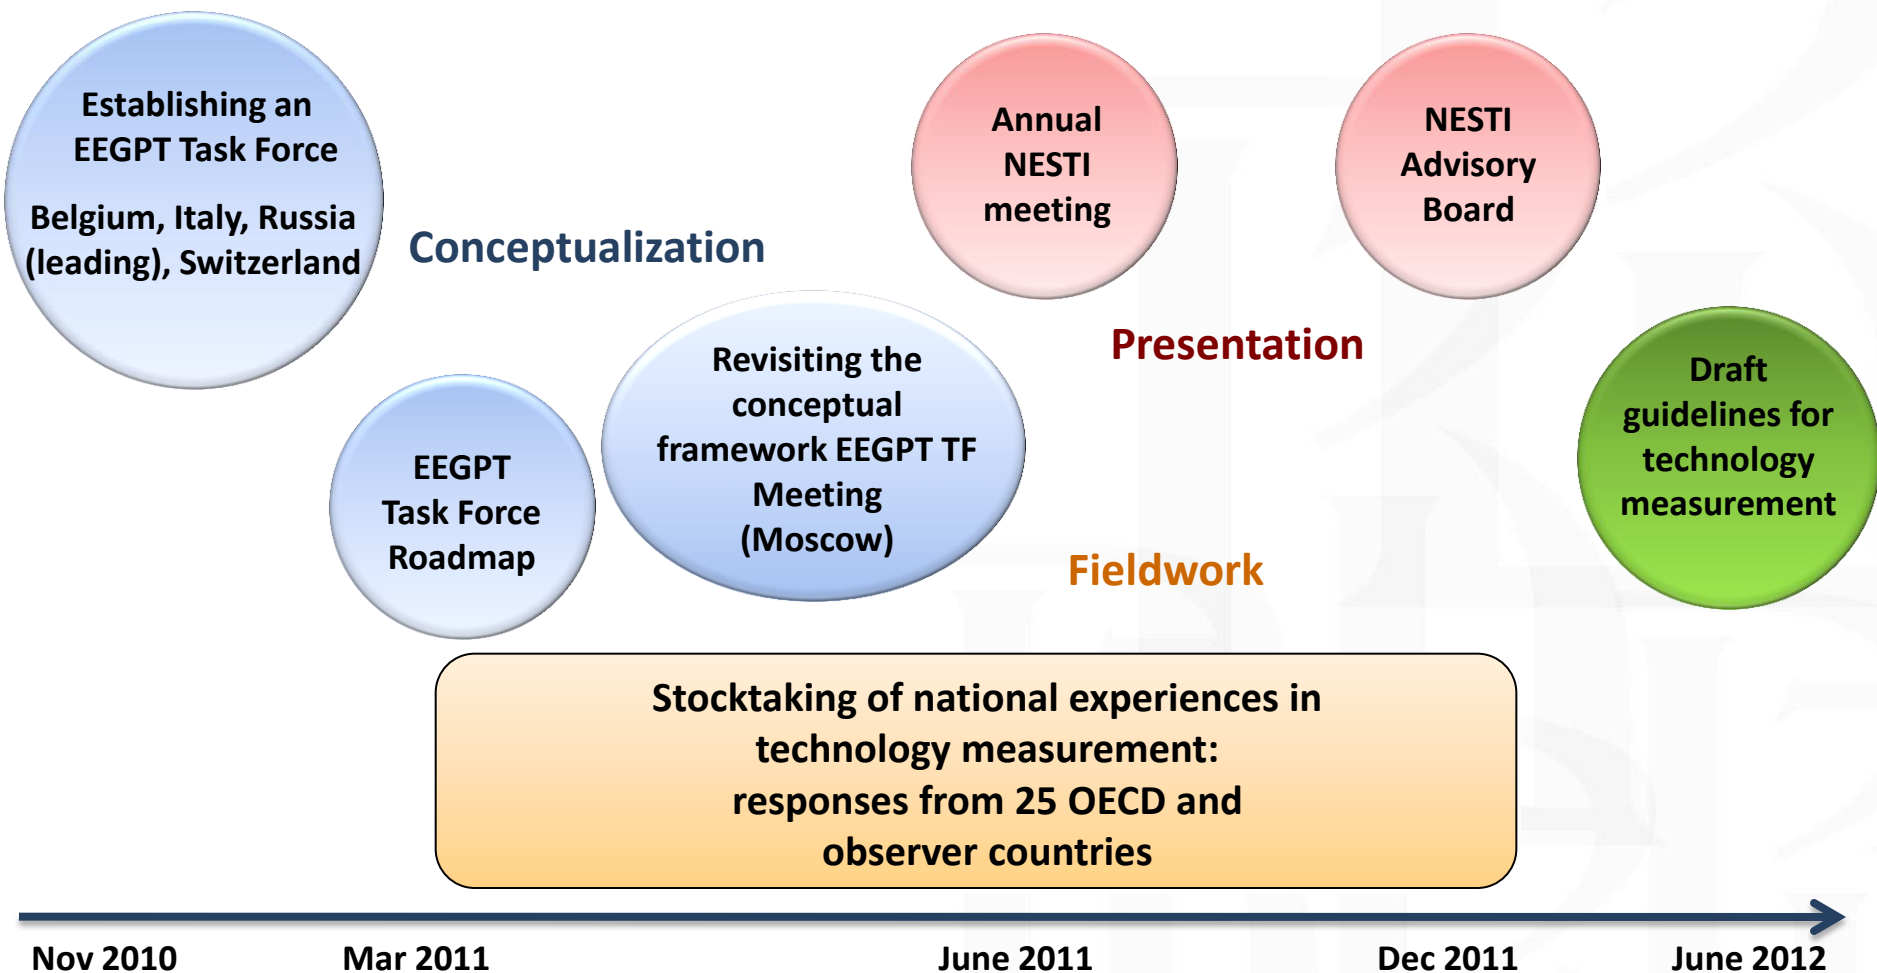 Establishing an
EEGPT Task Force
Belgium, Italy, Russia
(leading), Switzerland
Conceptualization
EEGPT
Task Force
Roadmap
Revisiting the
conceptual
framework EEGPT TF
Meeting
(Moscow)
Annual
NESTI
meeting
NESTI
Advisory
Board
Presentation
Fieldwork
Draft
guidelines for
technology
measurement
Stocktaking of national experiences in
technology measurement:
responses from 25 OECD and
observer countries
Nov 2010
Mar 2011
June 2011
Dec 2011
June 2012